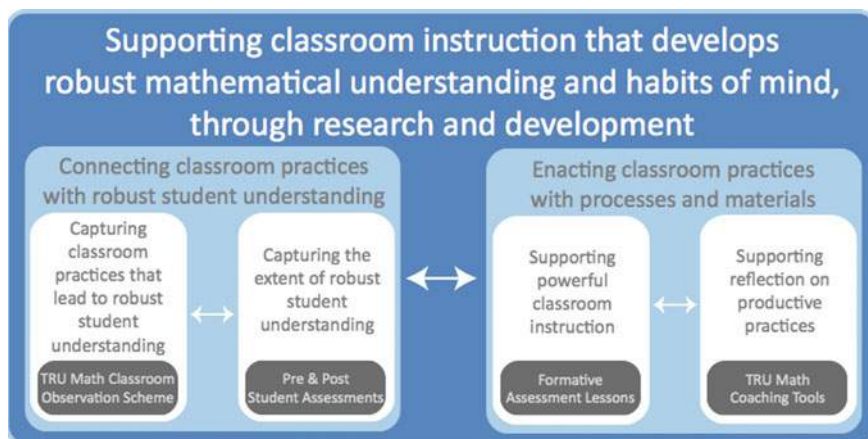 Supporting classroom instruction that develops
robust mathematical understanding and habits of mind,
through research and development
Connecting classroom practices
with robust student understanding
Capturing
classroom
practices that
lead to robust
student
understanding
TRU Math Classroom
Observation Scheme
Capturing the
extent of robust
student
understanding
Pre & Post
Student Assessments
Enacting classroom practices
with processes and materials
Supporting
powerful
classroom
instruction
Formative
Assessment Lessons
Supporting
reflection on
productive
practices
TRU Math
Coaching Tools